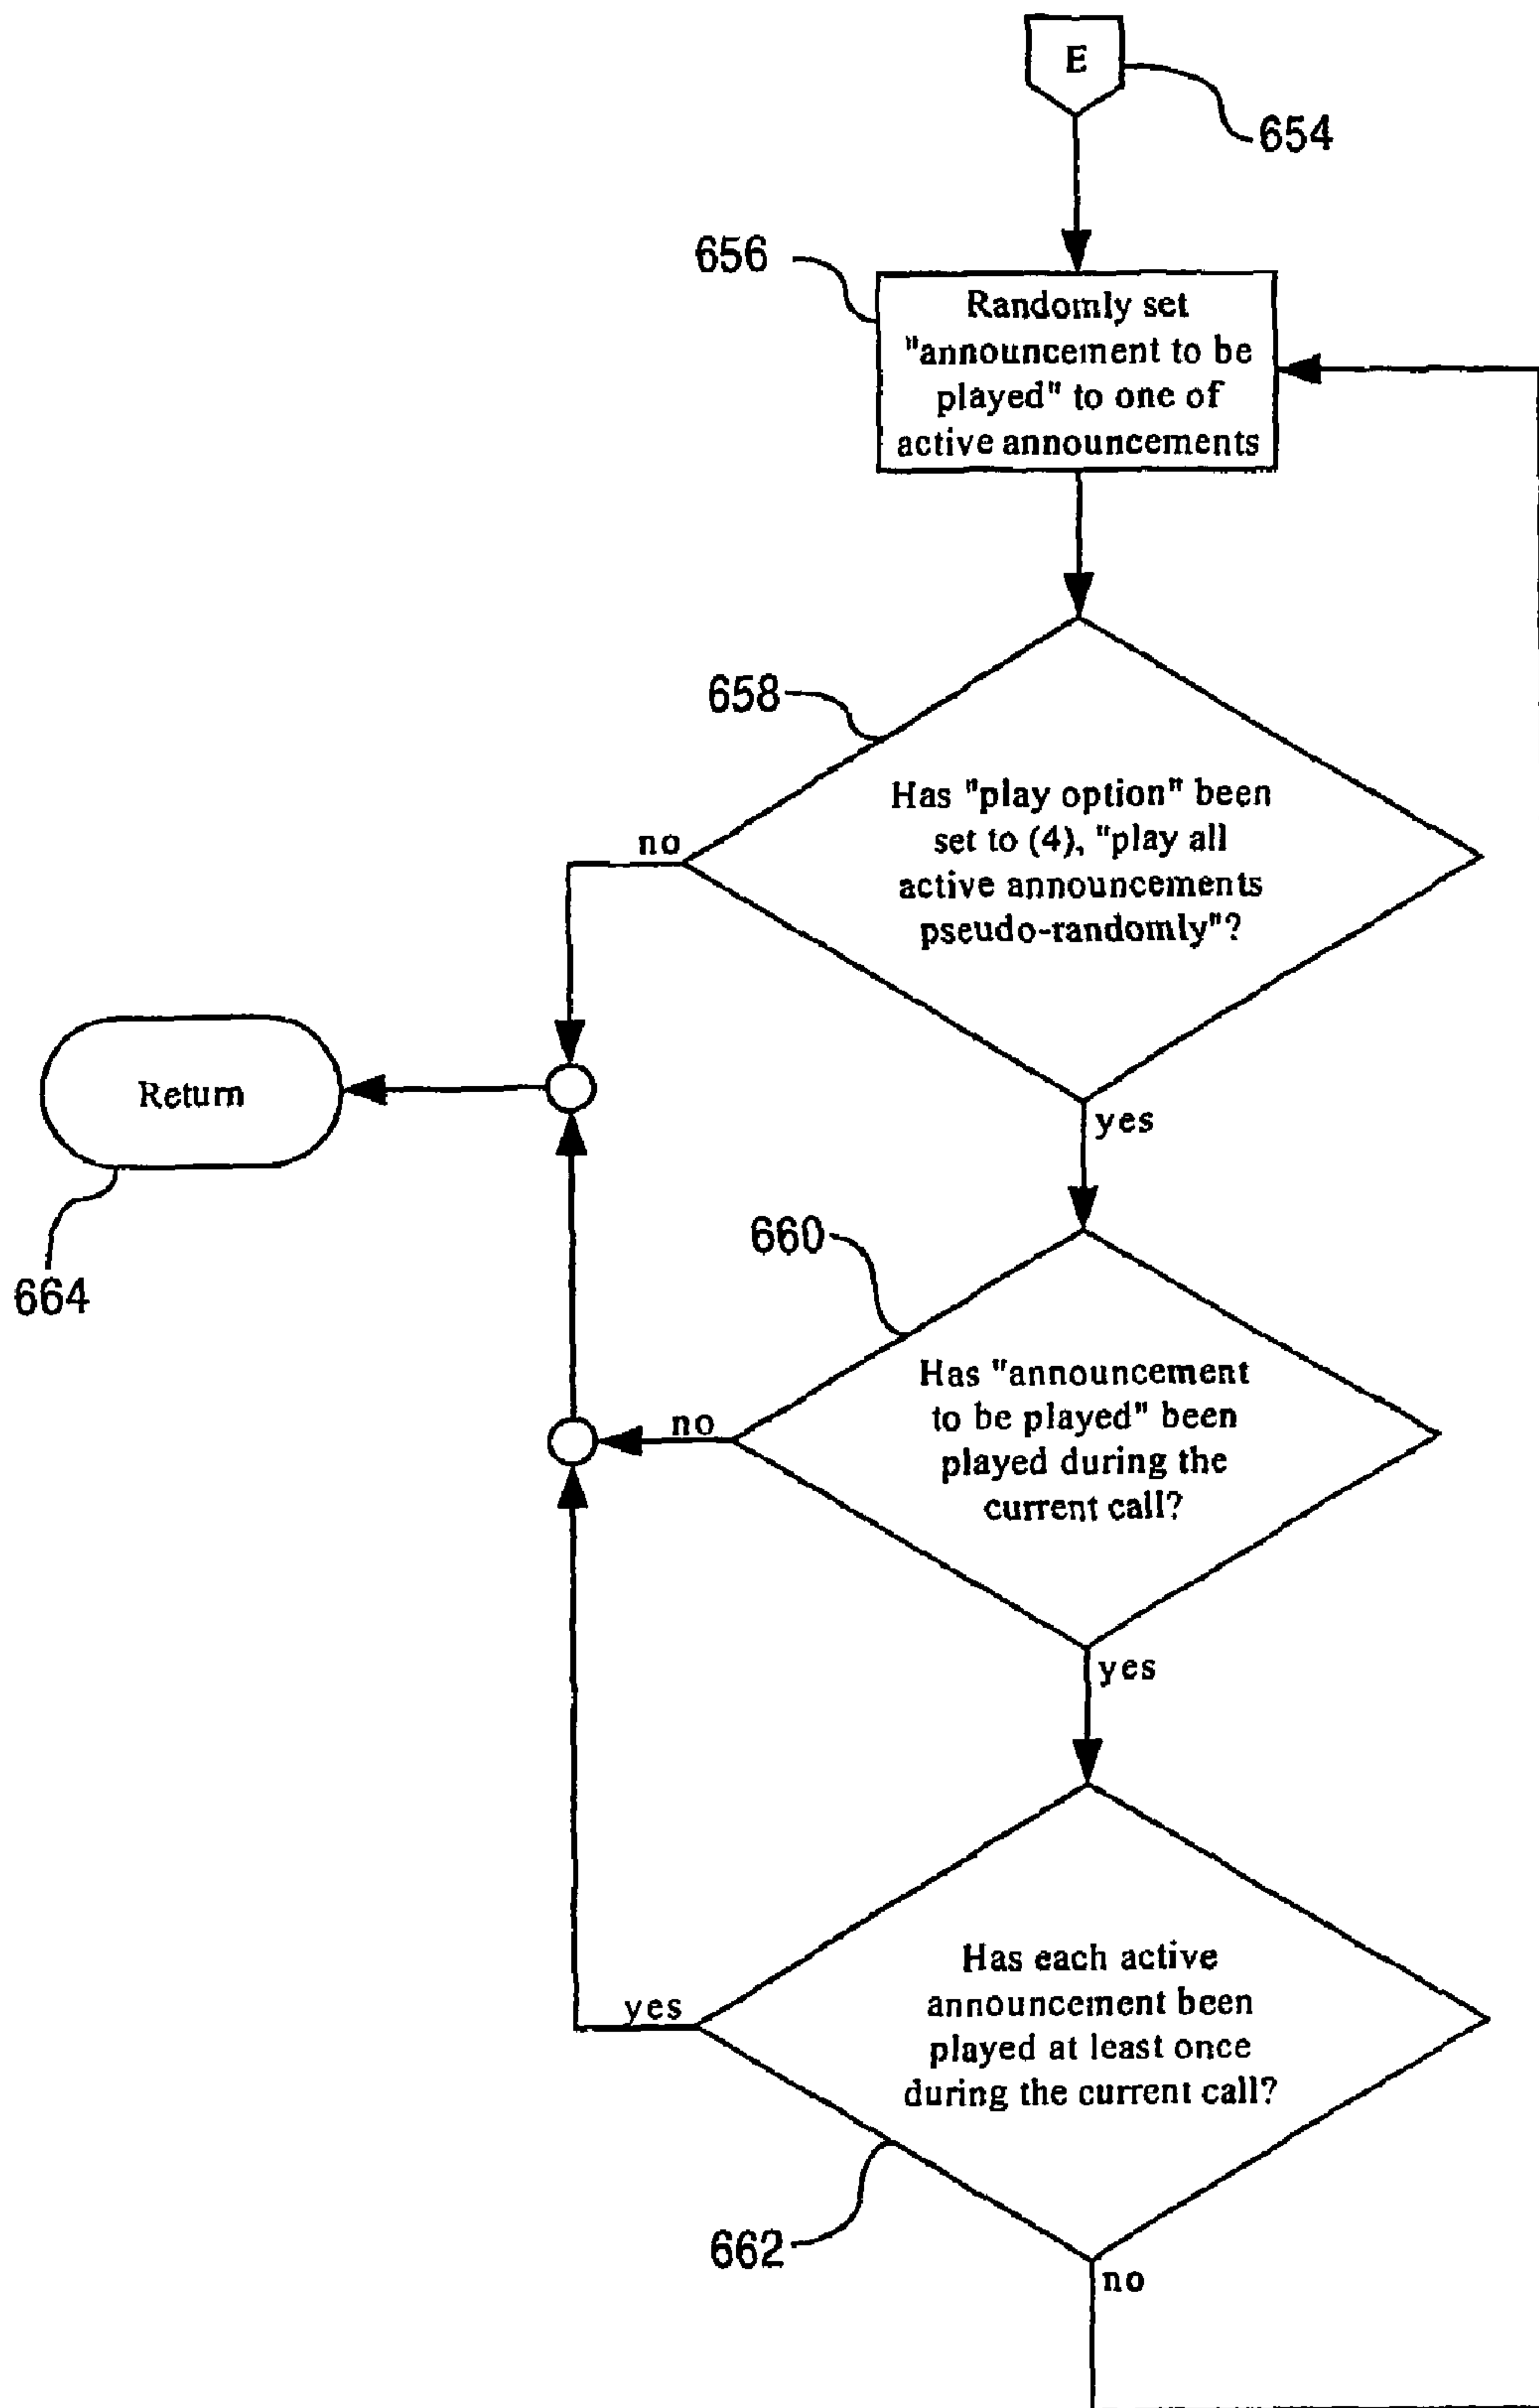 E
654
656
Randomly set
"announcement to be
played" to one of
active announcements
658
Has "play option" been
set to (4), "play all
active announcements
pseudo-randomly"?
no
Return
yes
664
660
Has "announcement
to be played" been
played during the
current call?
no
yes
Has each active
announcement been
played at least once
during the current call?
yes
662
no